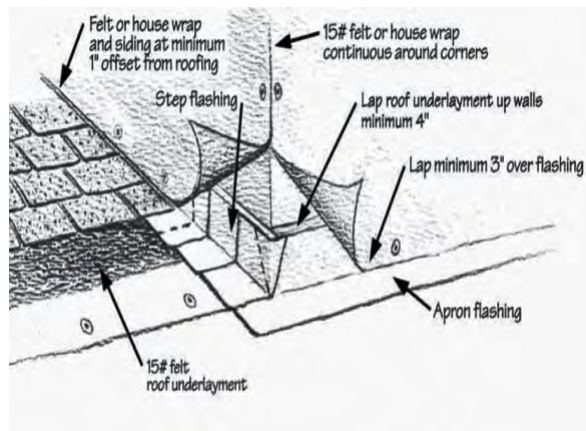 Felt or house wrap
and siding at minimum
1" offset from roofing
15# felt or house wrap
continuous around corners
Step flashing
Lap roof underlayment up walls
minimum 4"
Lap minimum 3" over flashing
Apron flashing
15# felt
roof underlayment